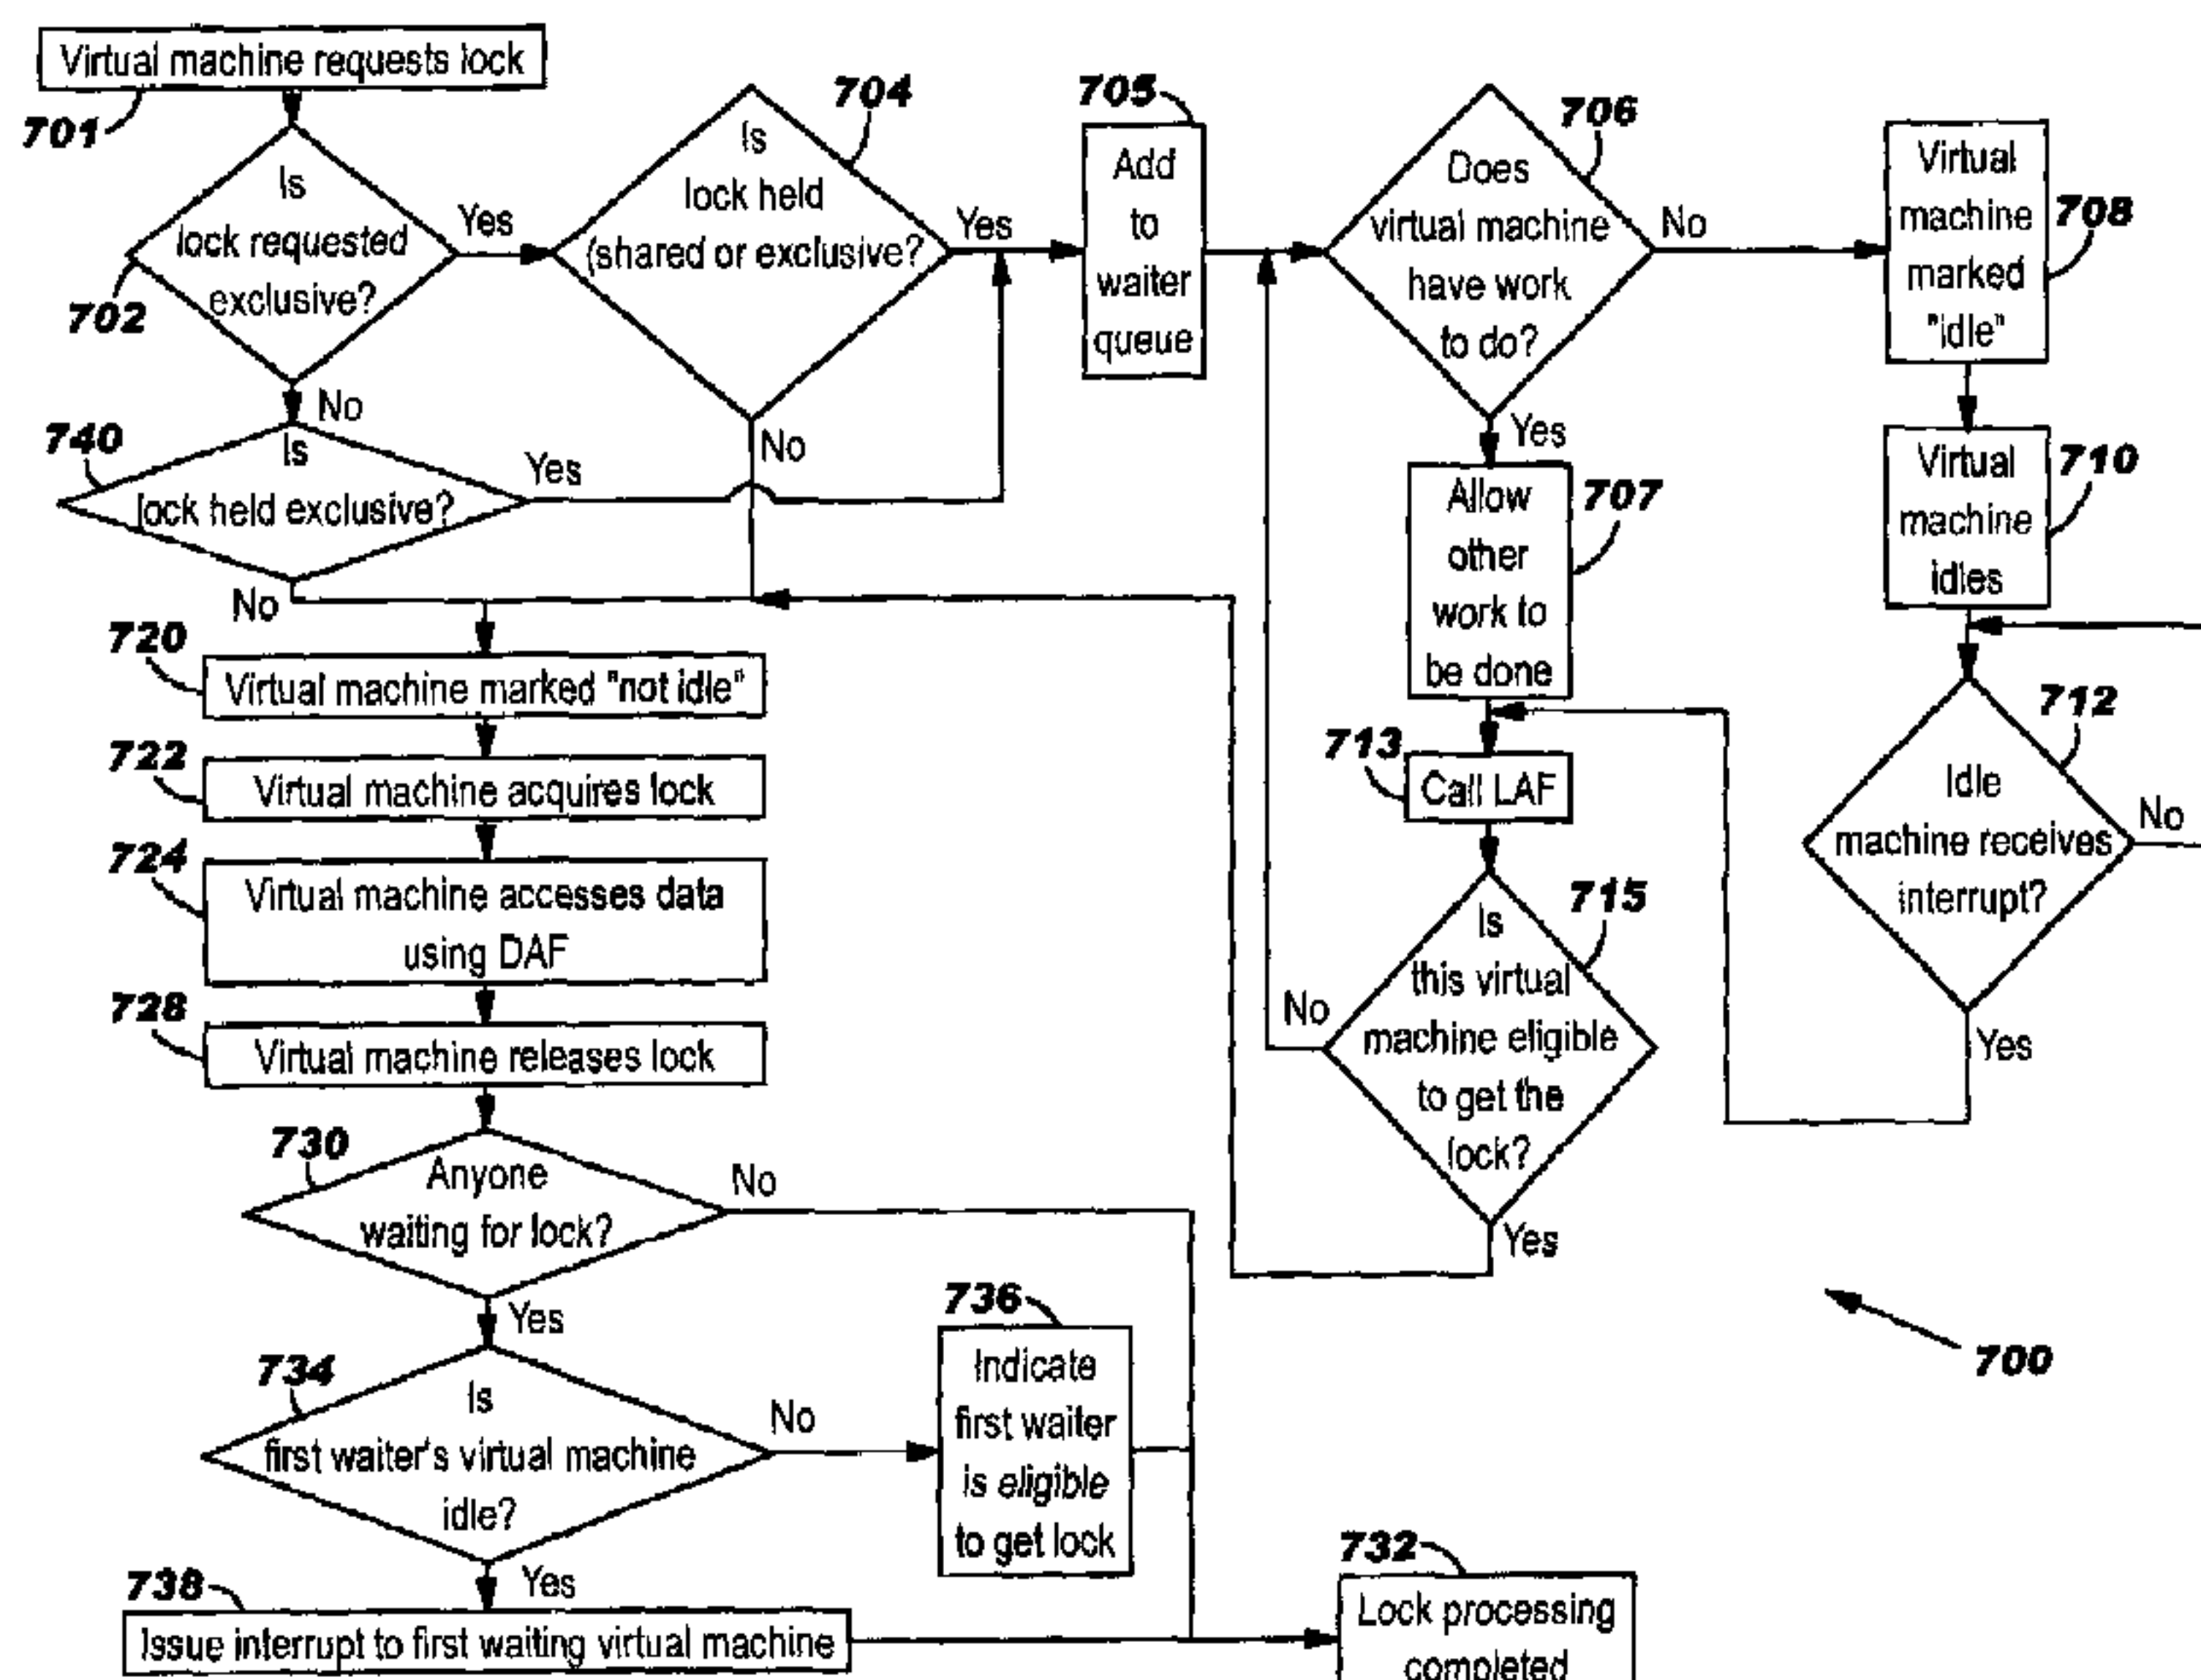 Virtual machine requests lock
701
Is
lock requested
exclusive?
702
Yes
No
704
Is
lock held
(shared or exclusive?
Yes
No
705
Add
to
waiter
queue
706
Does
virtual machine
have work
to do?
No
Yes
Virtual
machine
marked
"idle"
708
740
Is
lock held exclusive?
Yes
No
Allow
other
work to
be done
707
Virtual
machine
idles
710
720
Virtual machine marked "not idle"
722
Virtual machine acquires lock
724
Virtual machine accesses data
using DAF
728
Virtual machine releases lock
713
Call LAF
715
Is
this virtual
machine eligible
to get the
lock?
No
Yes
712
Idle
machine receives
interrupt?
No
Yes
730
Anyone
waiting for lock?
No
Yes
734
Is
first waiter's virtual machine
idle?
No
Yes
736
Indicate
first waiter
is eligible
to get lock
700
738
Issue interrupt to first waiting virtual machine
732
Lock processing
completed